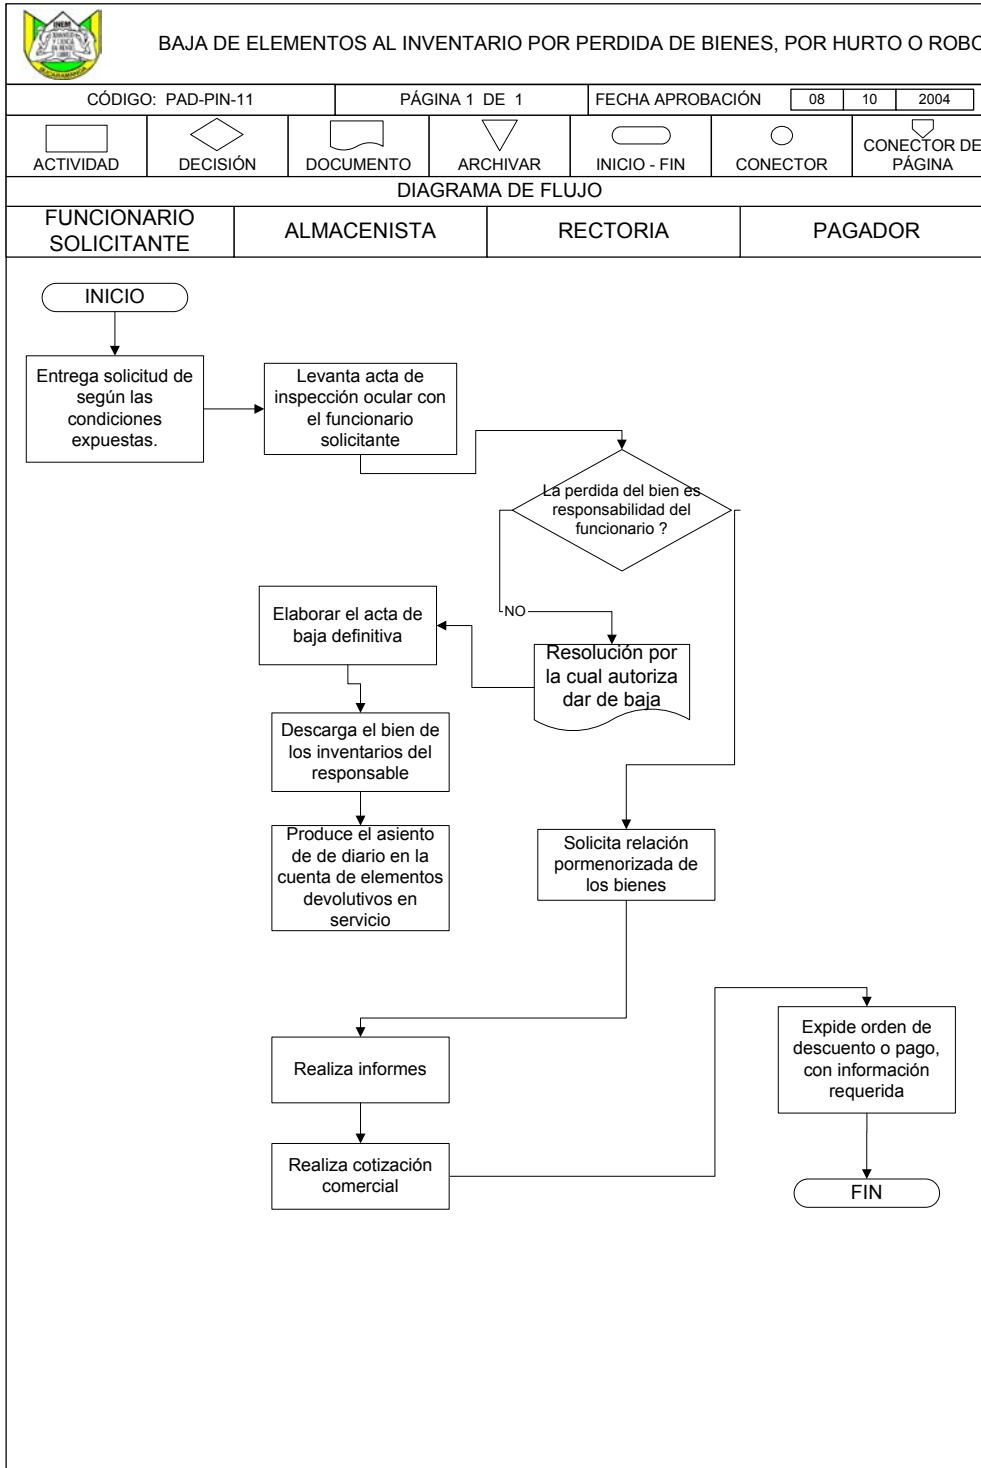 INEM
JUVENTUD
Y CIENCIA
BUCARAMANGA
BAJA DE ELEMENTOS AL INVENTARIO POR PERDIDA DE BIENES, POR HURTO O ROBO
CÓDIGO: PAD-PIN-11
PÁGINA 1 DE 1
FECHA APROBACIÓN
08
10
2004
ACTIVIDAD
DECISIÓN
DOCUMENTO
ARCHIVAR
INICIO - FIN
CONECTOR
CONECTOR DE
PÁGINA
DIAGRAMA DE FLUJO
FUNCIONARIO
SOLICITANTE
ALMACENISTA
RECTORIA
PAGADOR
INICIO
Entrega solicitud de
según las
condiciones
expuestas.
Levanta acta de
inspección ocular con
el funcionario
solicitante
La perdida del bien es
responsabilidad del
funcionario ?
NO
Resolución por
la cual autoriza
dar de baja
Elaborar el acta de
baja definitiva
Descarga el bien de
los inventarios del
responsable
Produce el asiento
de de diario en la
cuenta de elementos
devolutivos en
servicio
Solicita relación
pormenorizada de
los bienes
Realiza informes
Realiza cotización
comercial
Expide orden de
descuento o pago,
con información
requerida
FIN